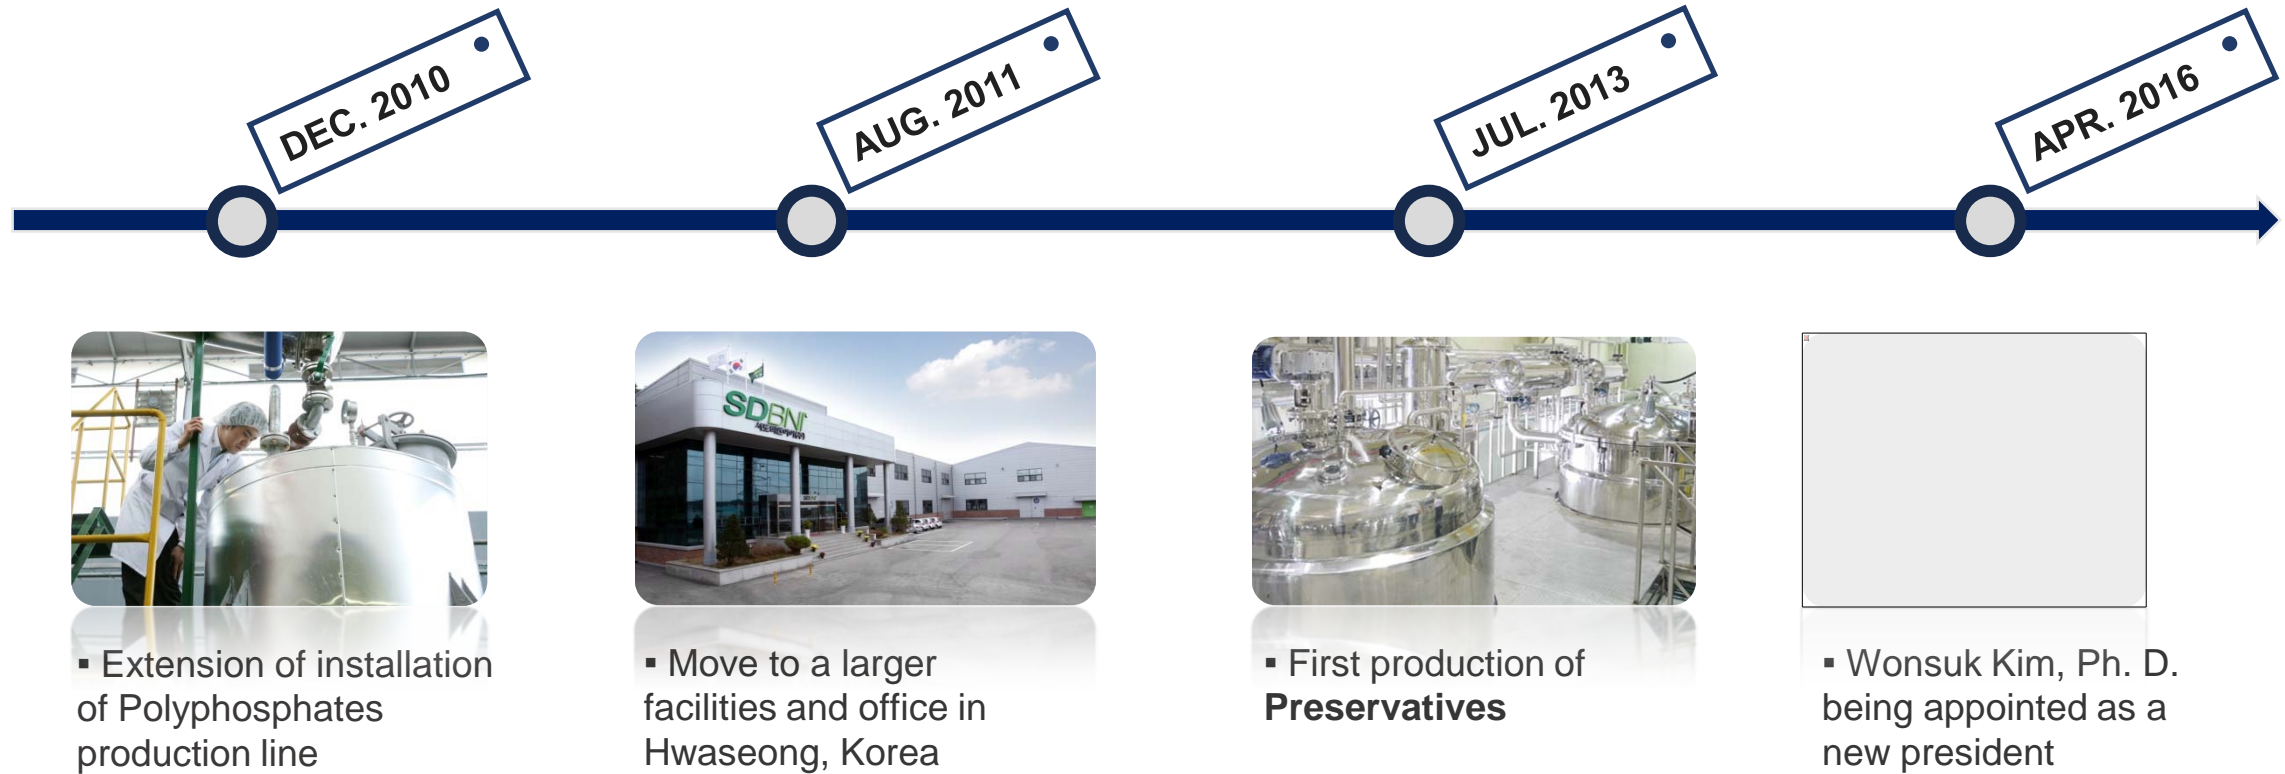 DEC. 2010
AUG. 2011
JUL. 2013
APR. 2016
SDBNI
▪ Extension of installation
of Polyphosphates
production line
▪ Move to a larger
facilities and office in
Hwaseong, Korea
▪ First production of
Preservatives
▪ Wonsuk Kim, Ph. D.
being appointed as a
new president